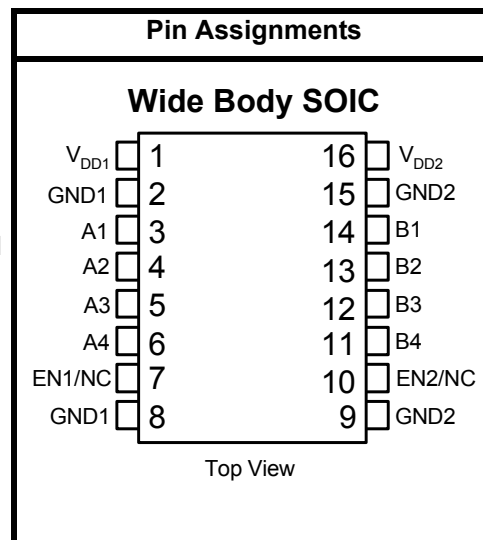 Pin Assignments
Wide Body SOIC
VDD1 1 16 VDD2
GND1 2 15 GND2
A1 3 14 B1
A2 4 13 B2
A3 5 12 B3
A4 6 11 B4
EN1/NC 7 10 EN2/NC
GND1 8 9 GND2
Top View